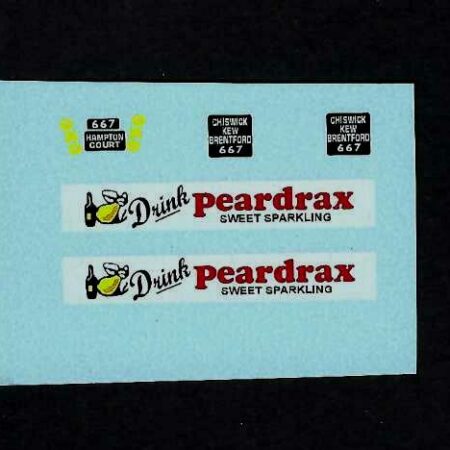 667
HAMPTON
COURT
CHISWICK
KEW
BRENTFORD
667
CHISWICK
KEW
BRENTFORD
667
Drink Peardrax
SWEET SPARKLING
Drink Peardrax
SWEET SPARKLING